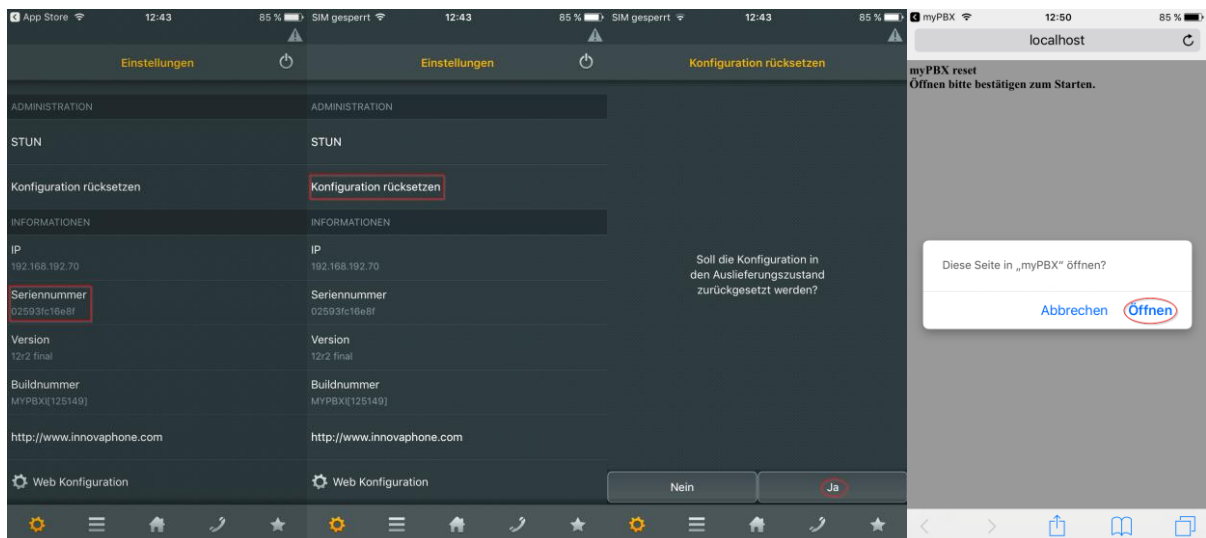 App Store 12:43 85 %
Einstellungen
ADMINISTRATION
STUN
Konfiguration rücksetzen
INFORMATIONEN
IP
192.168.192.70
Seriennummer
02593fc16e8f
Version
12r2 final
Buildnummer
MYPBXI[125149]
http://www.innovaphone.com
Web Konfiguration
SIM gesperrt 12:43 85 %
Einstellungen
ADMINISTRATION
STUN
Konfiguration rücksetzen
INFORMATIONEN
IP
192.168.192.70
Seriennummer
02593fc16e8f
Version
12r2 final
Buildnummer
MYPBXI[125149]
http://www.innovaphone.com
Web Konfiguration
SIM gesperrt 12:43 85 %
Konfiguration rücksetzen
Soll die Konfiguration in
den Auslieferungszustand
zurückgesetzt werden?
Nein Ja
myPBX 12:50 85 %
localhost
myPBX reset
Öffnen bitte bestätigen zum Starten.
Diese Seite in „myPBX" öffnen?
Abbrechen Öffnen